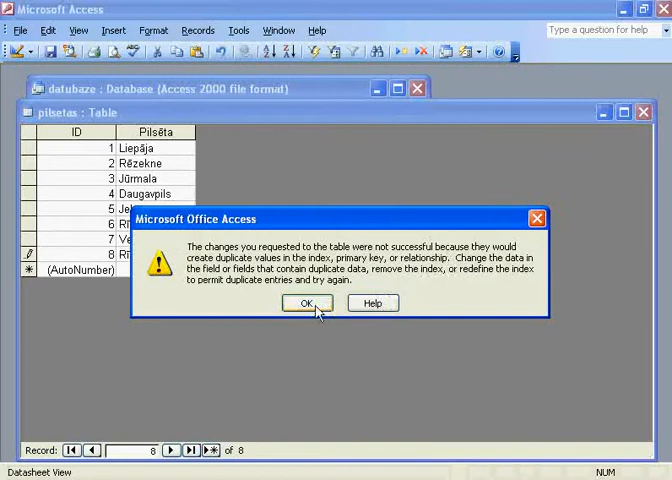 Microsoft Access
File Edit View Insert Format Records Tools Window Help
Type a question for help
datubaze : Database (Access 2000 file format)
pilsetas : Table
ID Pilsēta
1 Liepāja
2 Rēzekne
3 Jūrmala
4 Daugavpils
5 Je
6 Rī
7 Ve
8 Rī
(AutoNumber)
Microsoft Office Access
The changes you requested to the table were not successful because they would
create duplicate values in the index, primary key, or relationship. Change the data in
the field or fields that contain duplicate data, remove the index, or redefine the index
to permit duplicate entries and try again.
OK Help
Record: 8 of 8
Datasheet View NUM